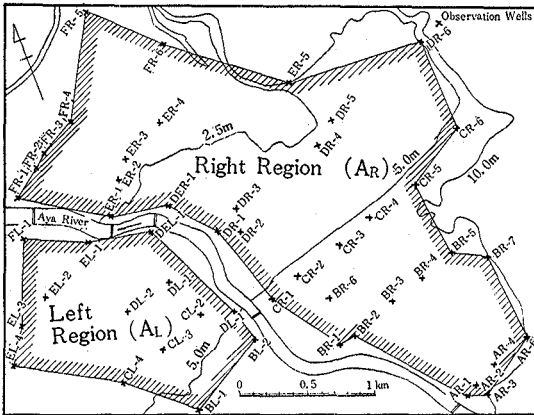 FR-5
Observation Wells
DR-6
FR-6
ER-5
FR-4
ER-4
DR-5
CR-6
FR-3
2.5m
DR-4
FR-2
ER-3
Right Region (AR)
5.0m
10.0m
FR-1
ER-2
CR-5
ER-1
DER-1
DR-3
CR-4
Aya River
DR-2
DR-1
FL-1
EL-1
DEL-1
CR-3
BR-5
BR-7
CR-2
BR-4
EL-2
DL-2
DL-1
CR-1
BR-6
BR-3
EL-3
Left
Region (AL)
CL-2
BR-2
BR-1
CL-3
BL-2
AR-6
EL-4
CL-4
5.0m
AR-4
BL-1
AR-1
AR-2
AR-3
0 0.5 1 km